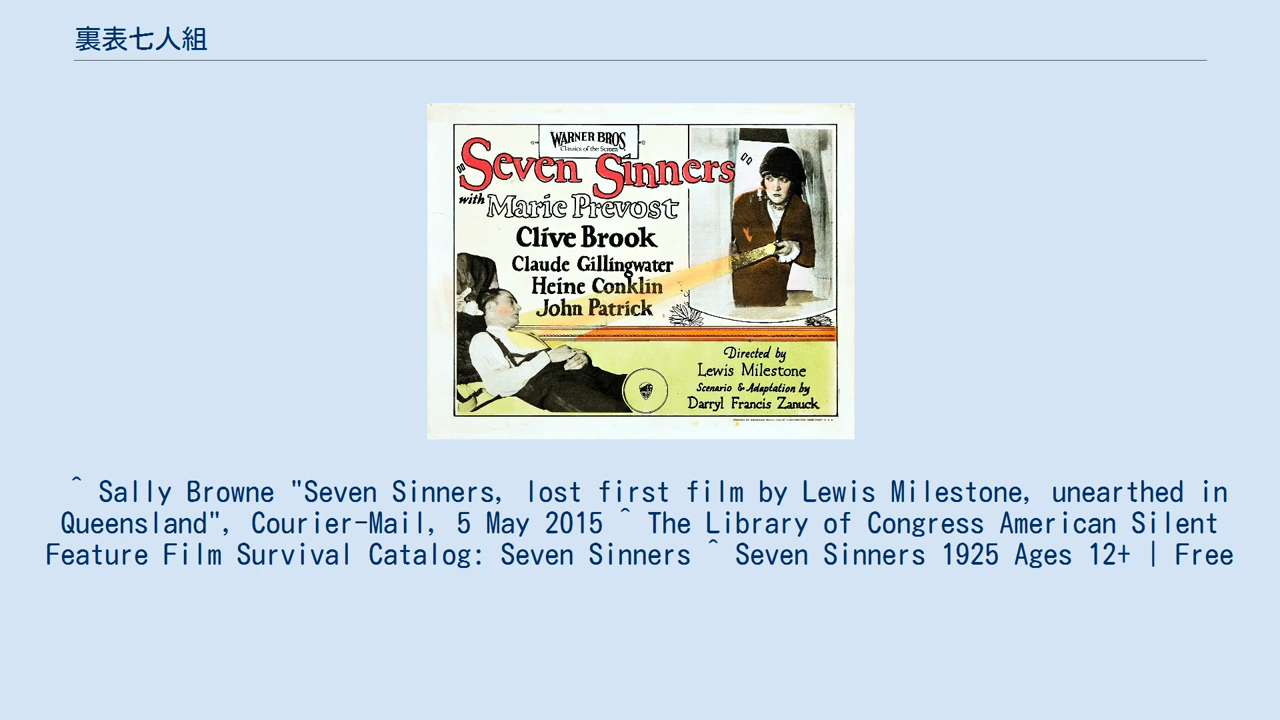 裏表七人組
WARNER BROS
Classics of the Screen
"Seven Sinners"
with Marie Prevost
Clive Brook
Claude Gillingwater
Heine Conklin
John Patrick
Directed by
Lewis Milestone
Scenario & Adaptation by
Darryl Francis Zanuck
^ Sally Browne "Seven Sinners, lost first film by Lewis Milestone, unearthed in
Queensland", Courier-Mail, 5 May 2015 ^ The Library of Congress American Silent
Feature Film Survival Catalog: Seven Sinners ^ Seven Sinners 1925 Ages 12+ | Free